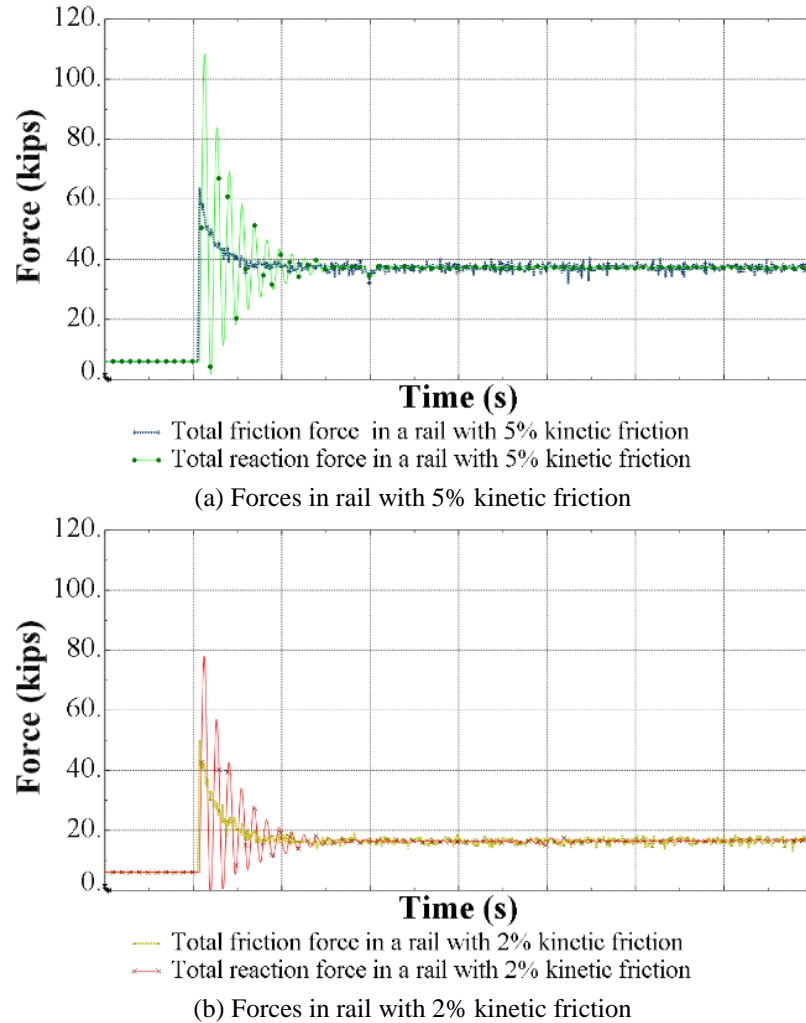 120.
100.
80.
60.
40.
20.
0.
Force (kips)
Time (s)
Total friction force in a rail with 5% kinetic friction
Total reaction force in a rail with 5% kinetic friction
(a) Forces in rail with 5% kinetic friction
120.
100.
80.
60.
40.
20.
0.
Force (kips)
Time (s)
Total friction force in a rail with 2% kinetic friction
Total reaction force in a rail with 2% kinetic friction
(b) Forces in rail with 2% kinetic friction